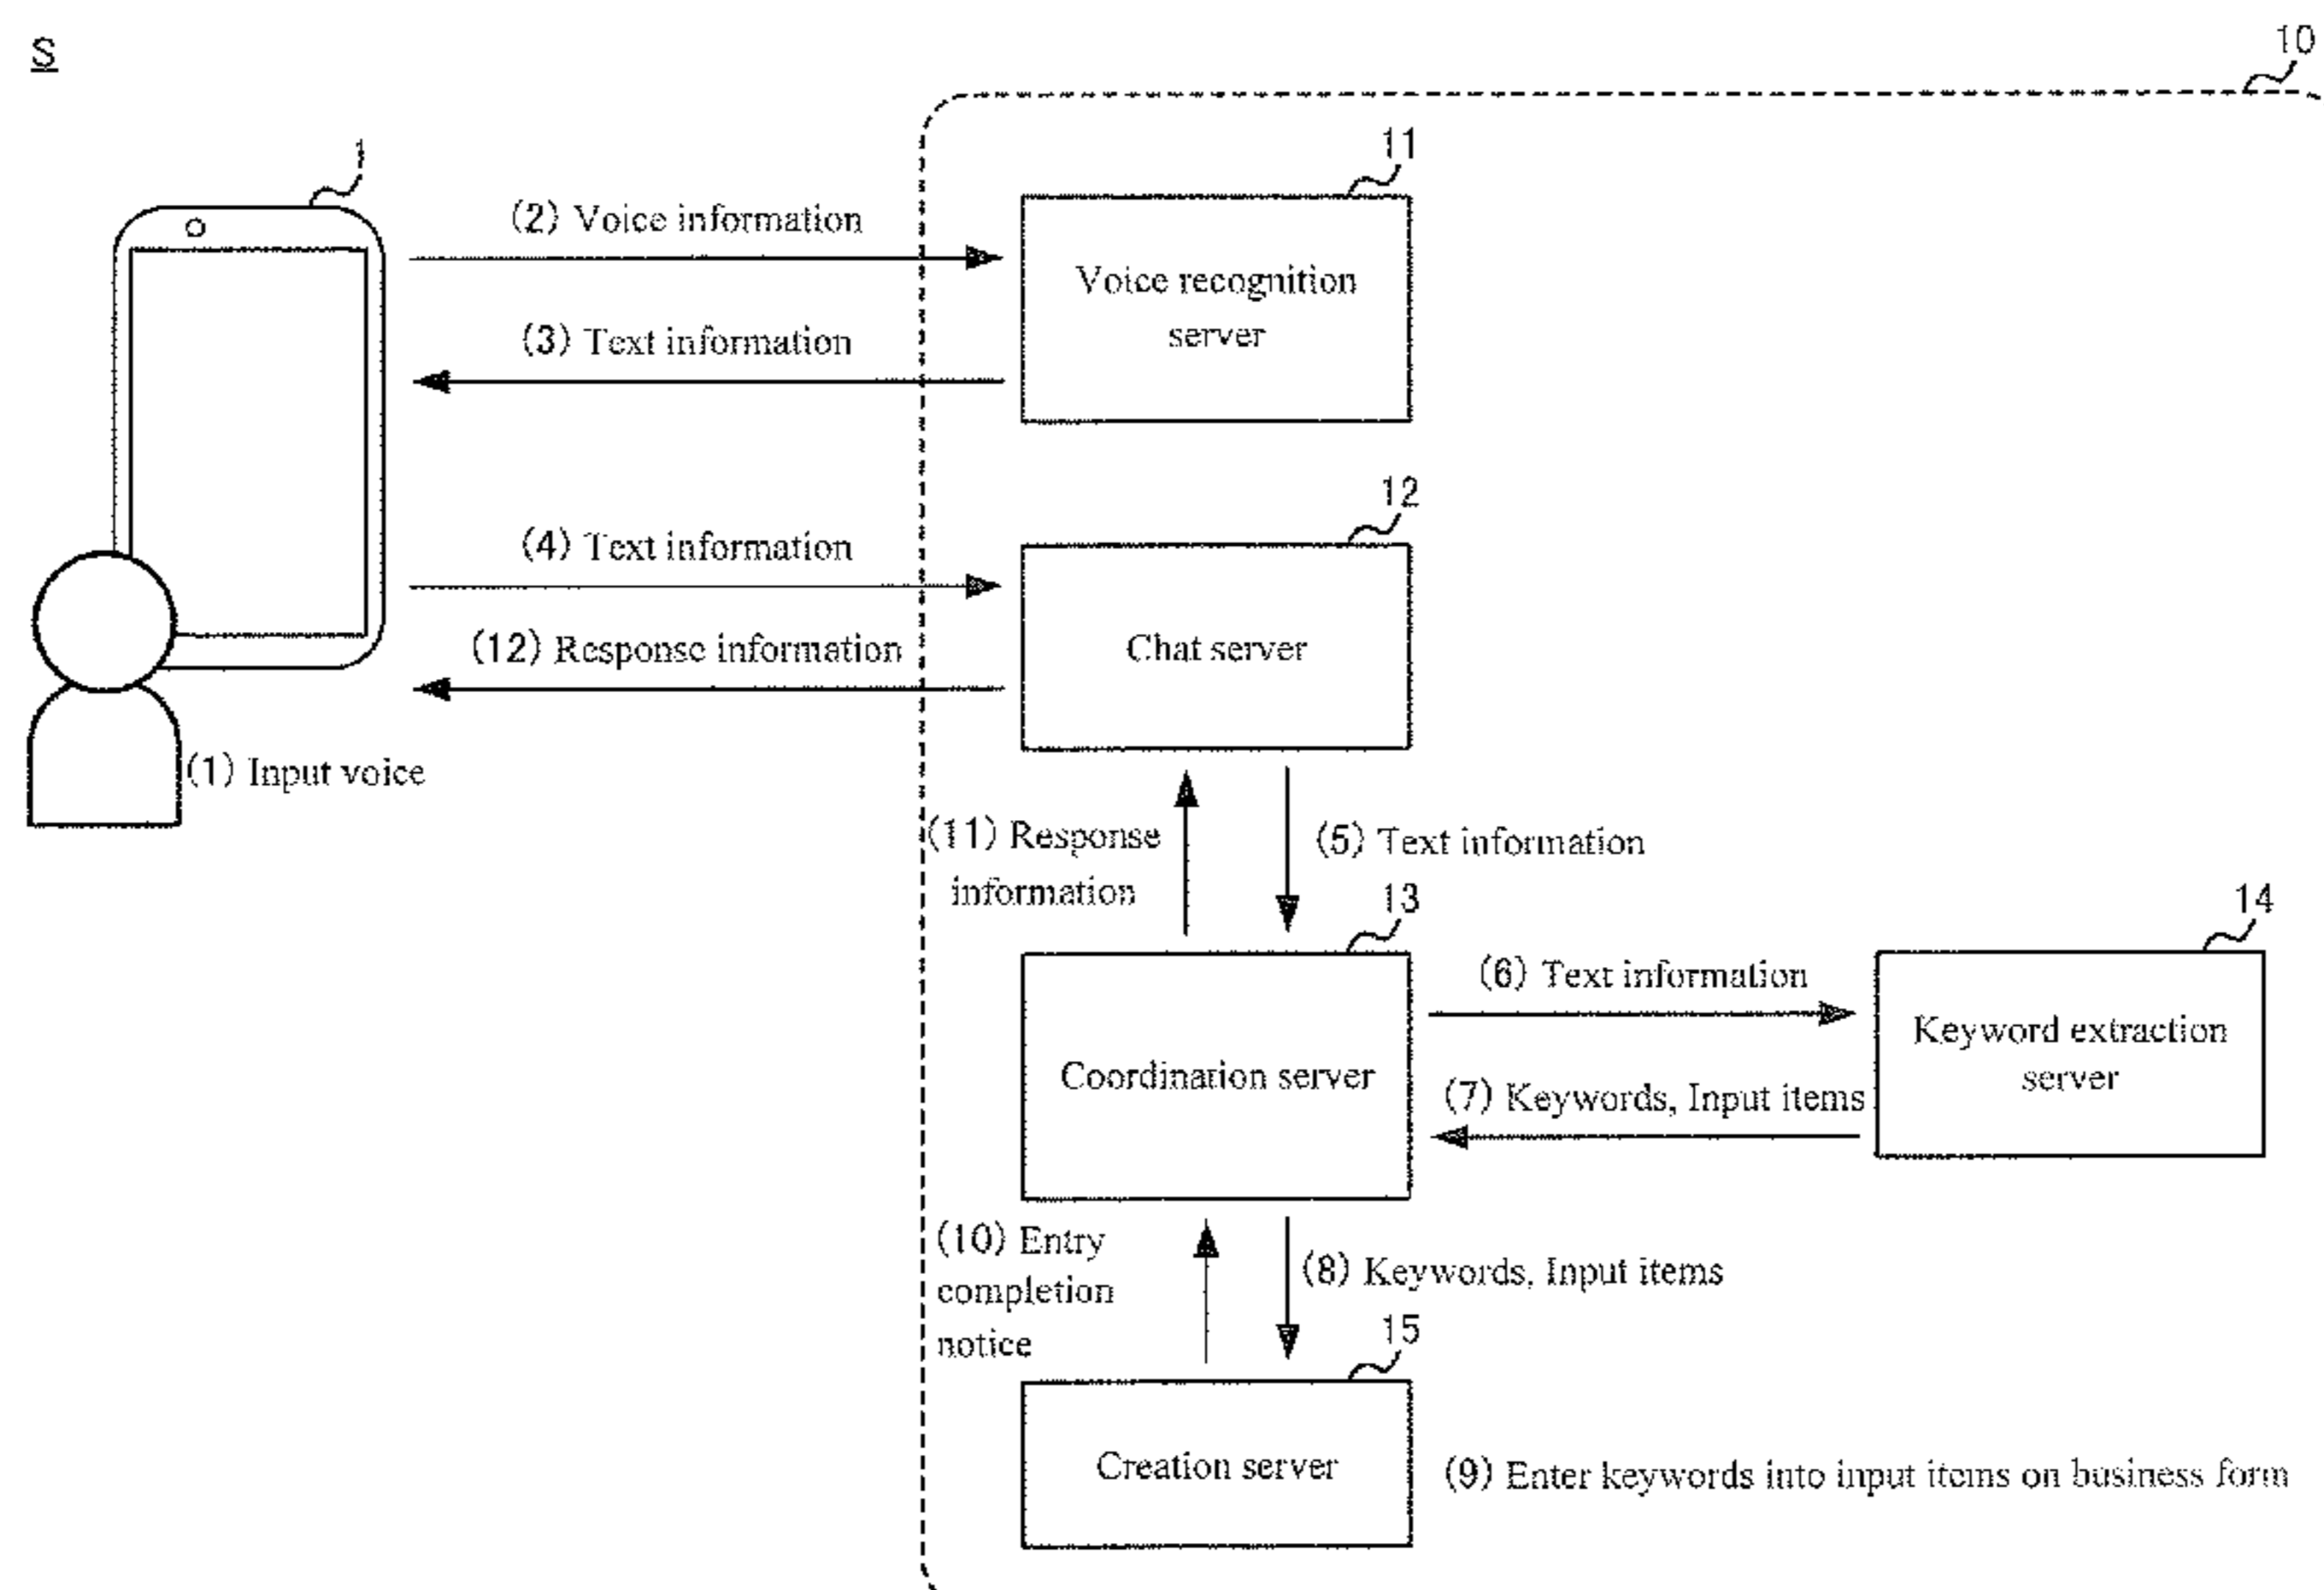 S
10
1
11
(2) Voice information
Voice recognition
server
(3) Text information
12
(4) Text information
Chat server
(12) Response information
(1) Input voice
(11) Response
information
(5) Text information
13
14
(6) Text information
Keyword extraction
server
Coordination server
(7) Keywords, Input items
(10) Entry
completion
notice
(8) Keywords, Input items
15
Creation server
(9) Enter keywords into input items on business form